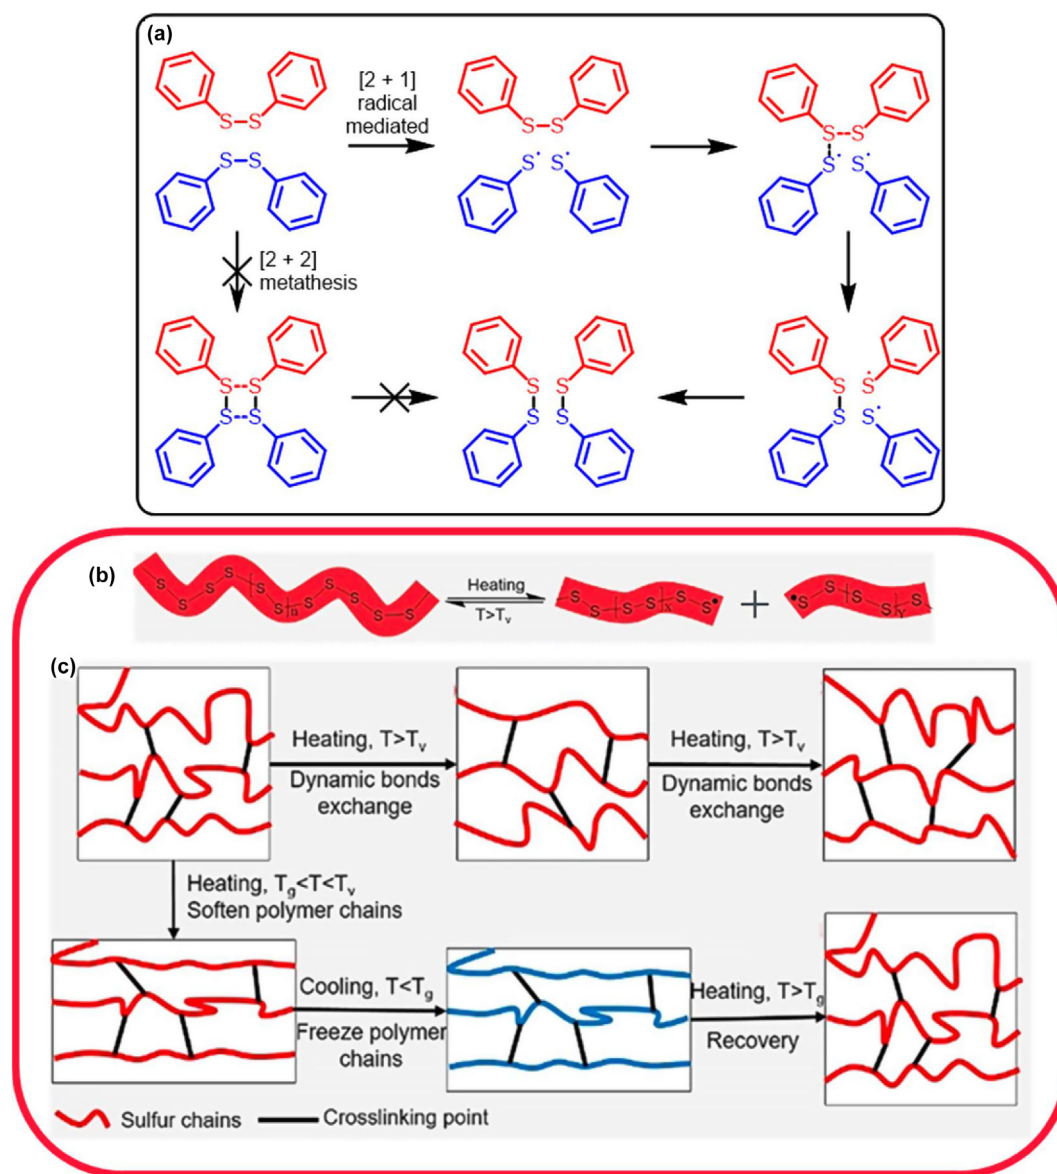 (a)
[2 + 1]
radical
mediated
S–S
S–S
S–S
S· S·
S--S
S· S·
[2 + 2]
metathesis
S--S
S--S
S S
S S
S S·
S S·
(b)
S S S S S S S S S S
n
Heating
T>Tv
S S S S S S•
x
+
•S S S S
y
(c)
Heating, T>Tv
Dynamic bonds
exchange
Heating, T>Tv
Dynamic bonds
exchange
Heating, Tg<T<Tv
Soften polymer chains
Cooling, T<Tg
Freeze polymer
chains
Heating, T>Tg
Recovery
Sulfur chains
Crosslinking point